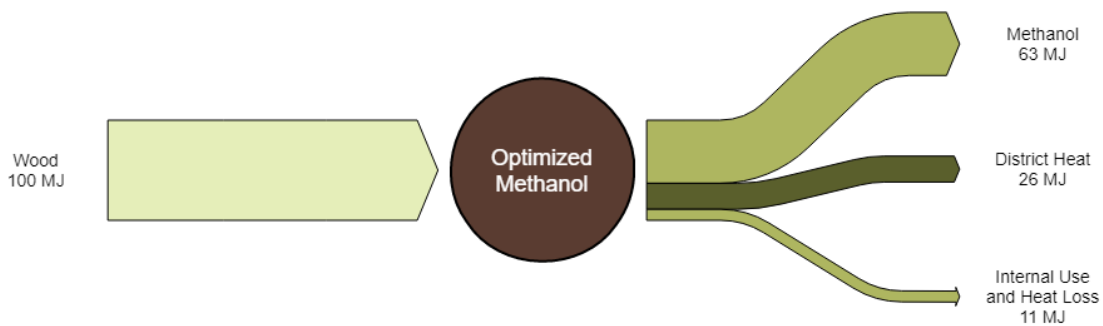 Wood
100 MJ
Optimized
Methanol
Methanol
63 MJ
District Heat
26 MJ
Internal Use
and Heat Loss
11 MJ